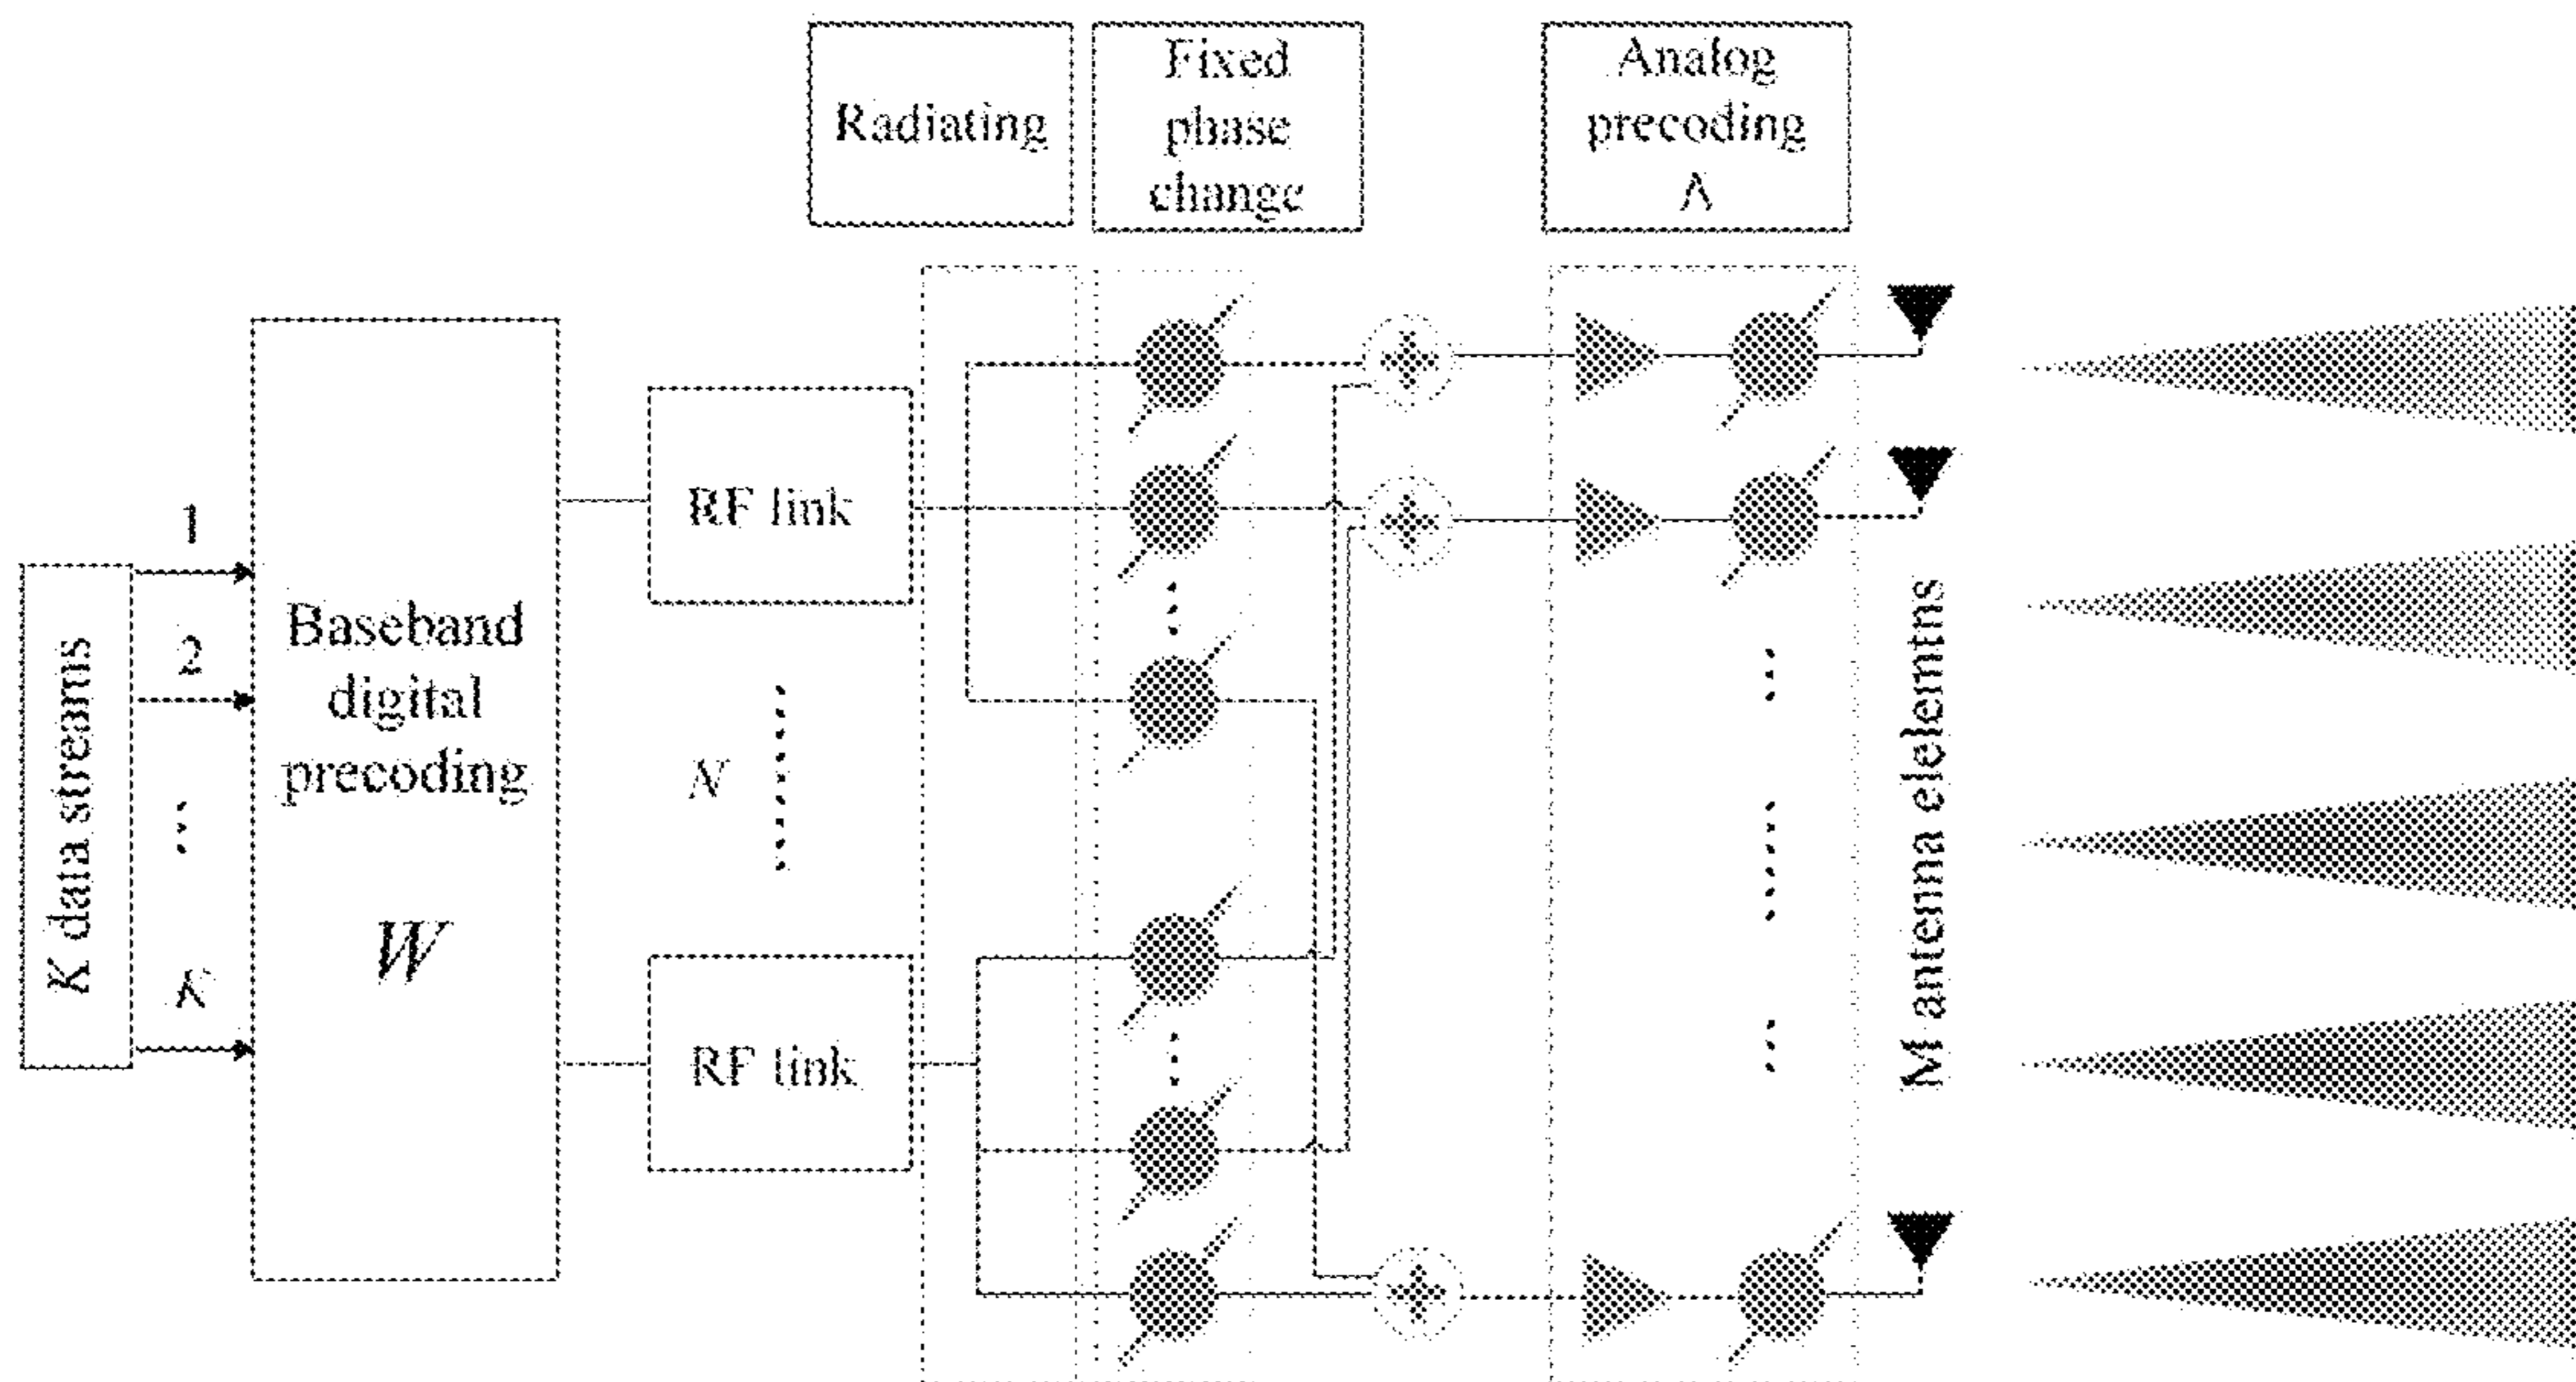 Radiating
Fixed
phase
change
Analog
precoding
Λ
K data streams
1
2
K
Baseband
digital
precoding
W
RF link
N
RF link
M antenna elelemtns